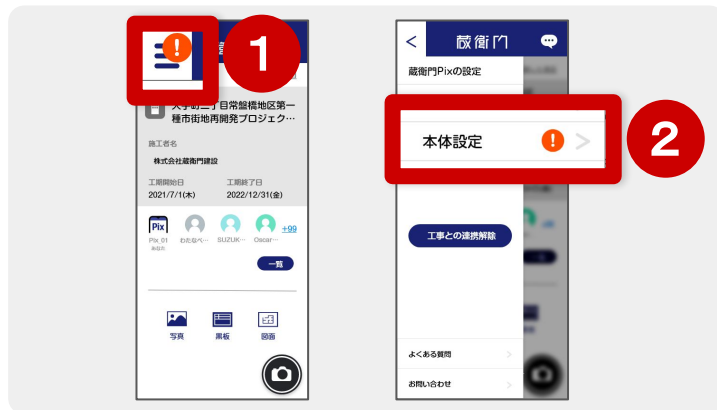 1
大手町二丁目常盤橋地区第一
種市街地再開発プロジェク…
施工者名
株式会社蔵衛門建設
工期開始日 工期終了日
2021/7/1(木) 2022/12/31(金)
Pix
+99
Pix_01 わたなべ… SUZUK… Oscar…
一覧
写真 黒板 図面
< 蔵衛門
蔵衛門Pixの設定
本体設定 ! >
2
工事との連携解除
よくある質問 >
お問い合わせ >